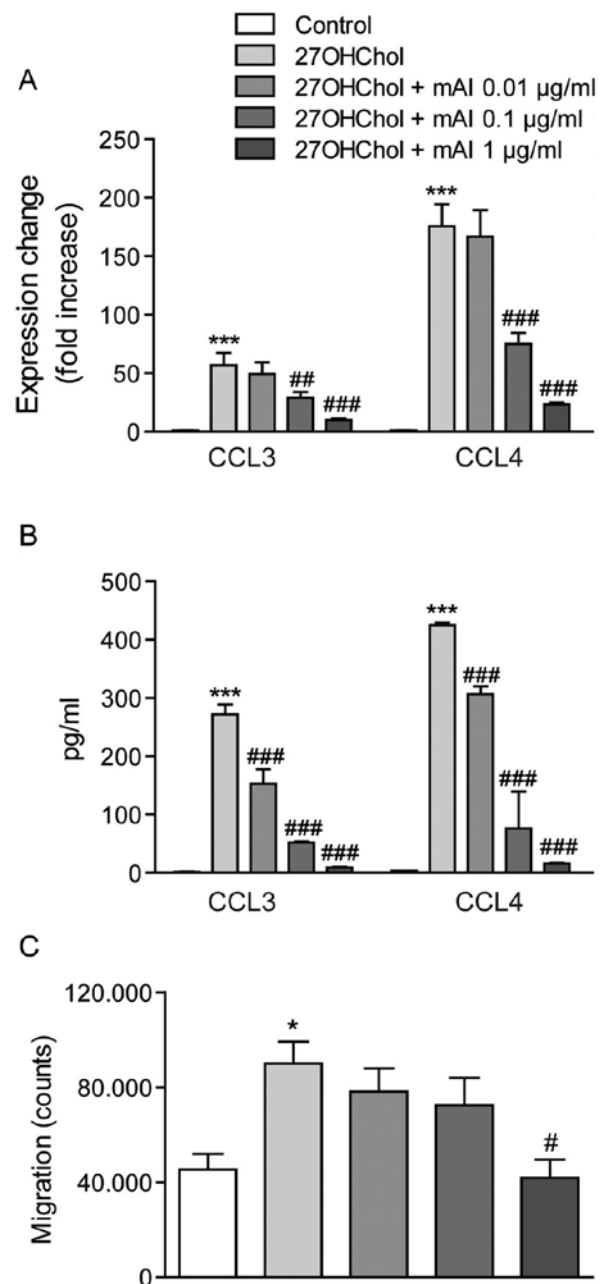 Control
27OHChol
27OHChol + mAI 0.01 µg/ml
27OHChol + mAI 0.1 µg/ml
27OHChol + mAI 1 µg/ml
A
Expression change
(fold increase)
250
200
150
100
50
0
***
##
###
***
###
###
CCL3 CCL4
B
pg/ml
500
400
300
200
100
0
***
###
###
###
***
###
###
###
CCL3 CCL4
C
Migration (counts)
120.000
80.000
40.000
0
*
#